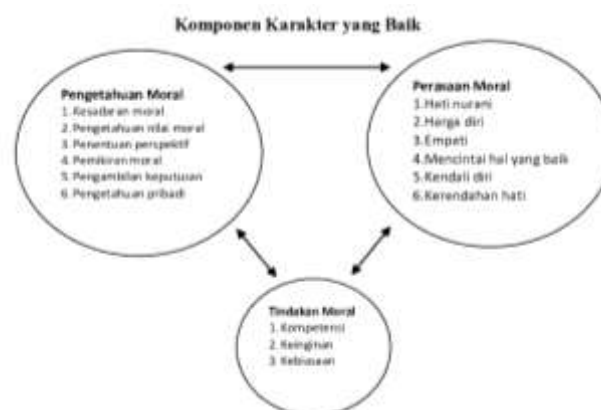 Komponen Karakter yang Baik
Pengetahuan Moral
1. Kesadaran moral
2. Pengetahuan nilai moral
3. Penentuan perspektif
4. Pemikiran moral
5. Pengambilan keputusan
6. Pengetahuan pribadi
Perasaan Moral
1.Hati nurani
2.Harga diri
3.Empati
4.Mencintai hal yang baik
5.Kendali diri
6.Kerendahan hati
Tindakan Moral
1. Kompetensi
2. Keinginan
3. Kebiasaan